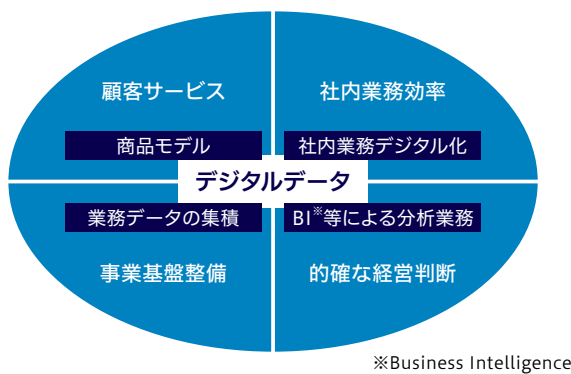 顧客サービス
社内業務効率
商品モデル
社内業務デジタル化
デジタルデータ
業務データの集積
BI※等による分析業務
事業基盤整備
的確な経営判断
※Business Intelligence